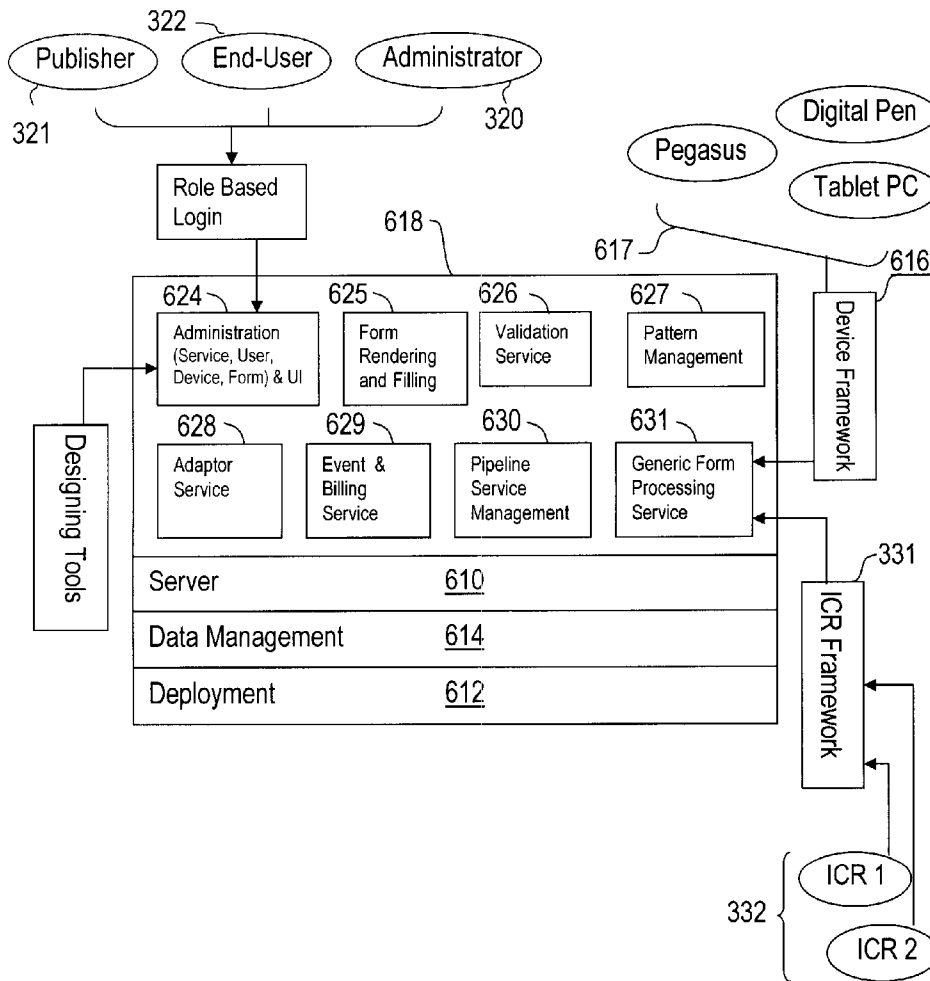 322
Publisher
End-User
Administrator
321
320
Digital Pen
Pegasus
Tablet PC
Role Based
Login
618
617
616
624
625
626
627
Administration
(Service, User,
Device, Form) & UI
Form
Rendering
and Filling
Validation
Service
Pattern
Management
Device Framework
628
629
630
631
Adaptor
Service
Event &
Billing
Service
Pipeline
Service
Management
Generic Form
Processing
Service
Designing Tools
331
Server 610
Data Management 614
Deployment 612
ICR Framework
332
ICR 1
ICR 2